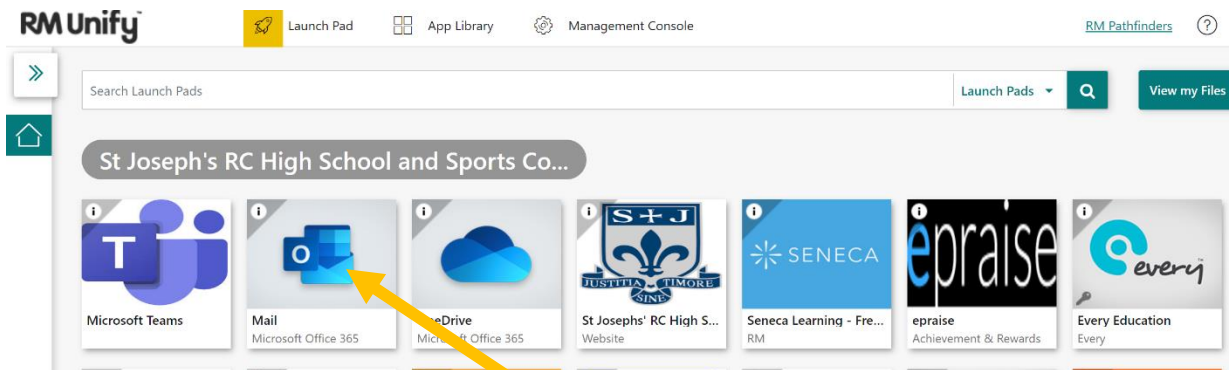 RM Unify
Launch Pad
App Library
Management Console
RM Pathfinders
?
Search Launch Pads
Launch Pads
View my Files
St Joseph's RC High School and Sports Co...
T
O
S + J
JUSTITIA SINE TIMORE
SENECA
epraise
every
Microsoft Teams
Mail
Microsoft Office 365
eDrive
Microsoft Office 365
St Josephs' RC High S...
Website
Seneca Learning - Fre...
RM
epraise
Achievement & Rewards
Every Education
Every